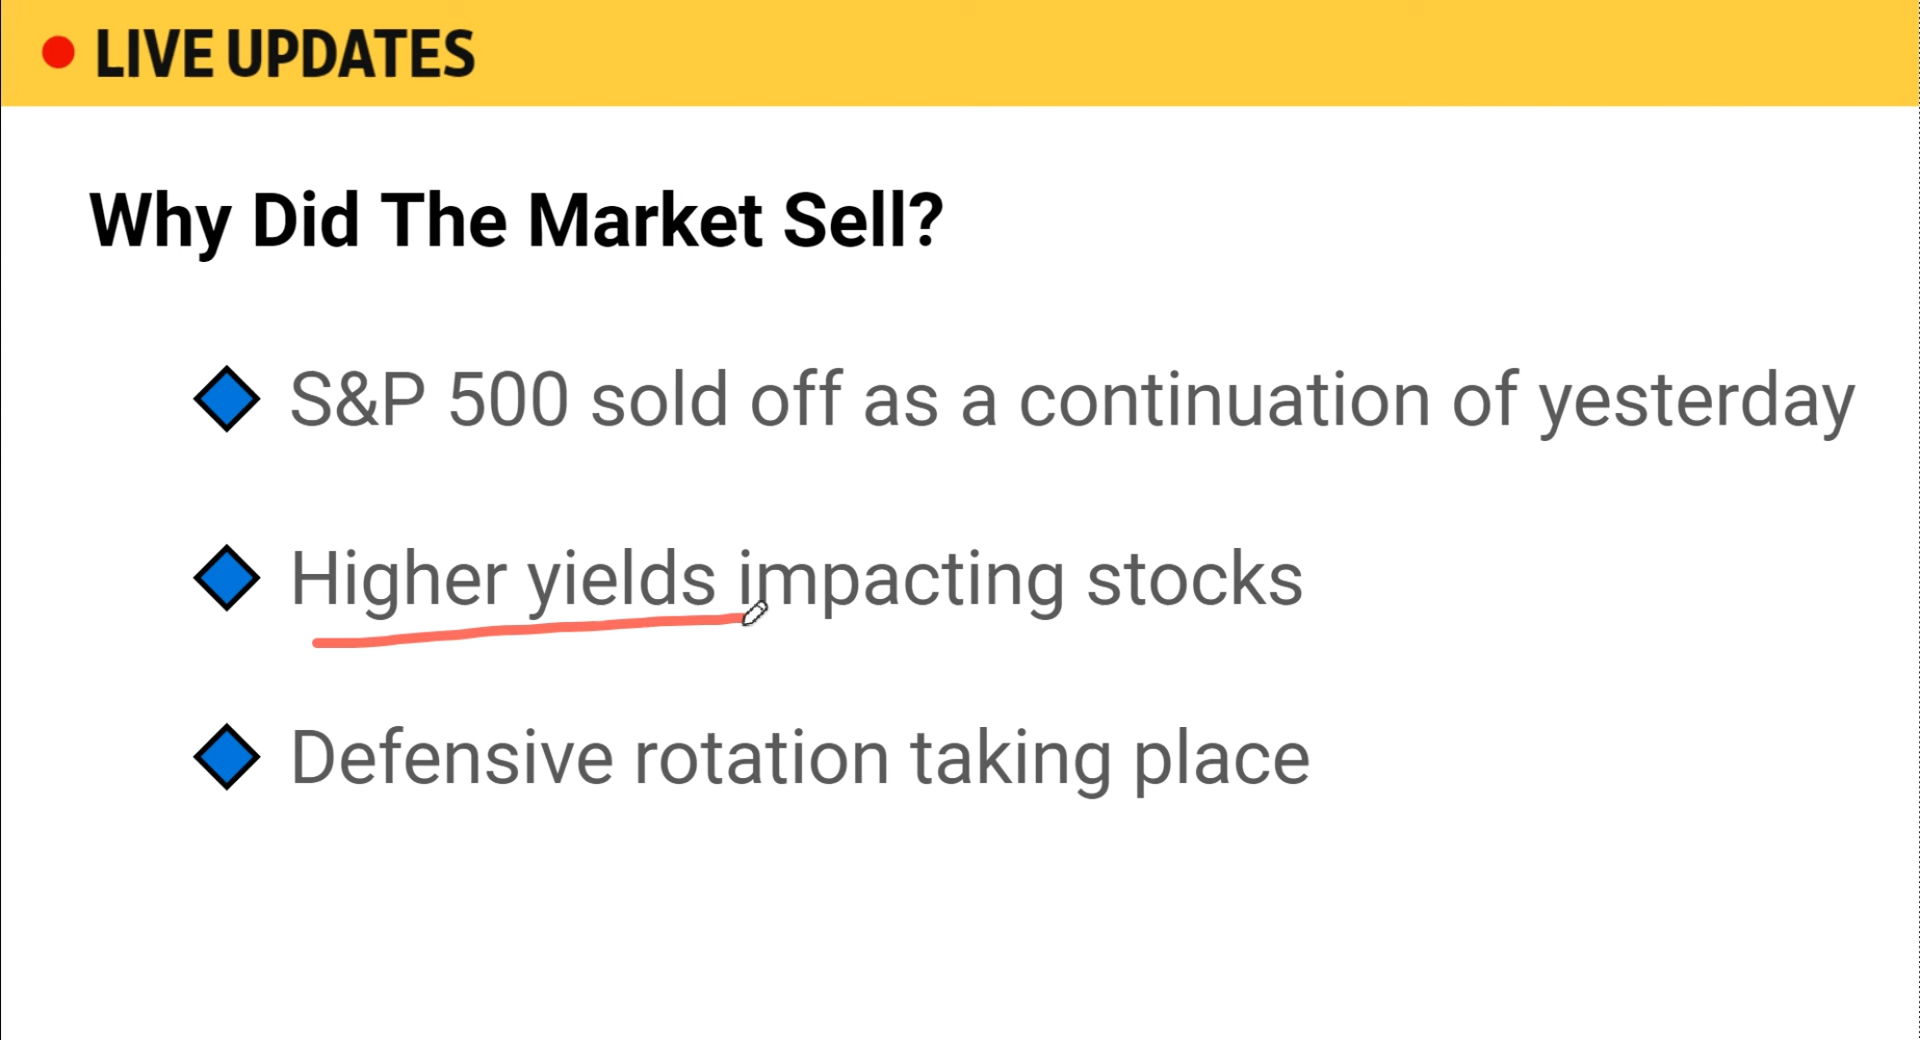 LIVE UPDATES
Why Did The Market Sell?
S&P 500 sold off as a continuation of yesterday
Higher yields impacting stocks
Defensive rotation taking place